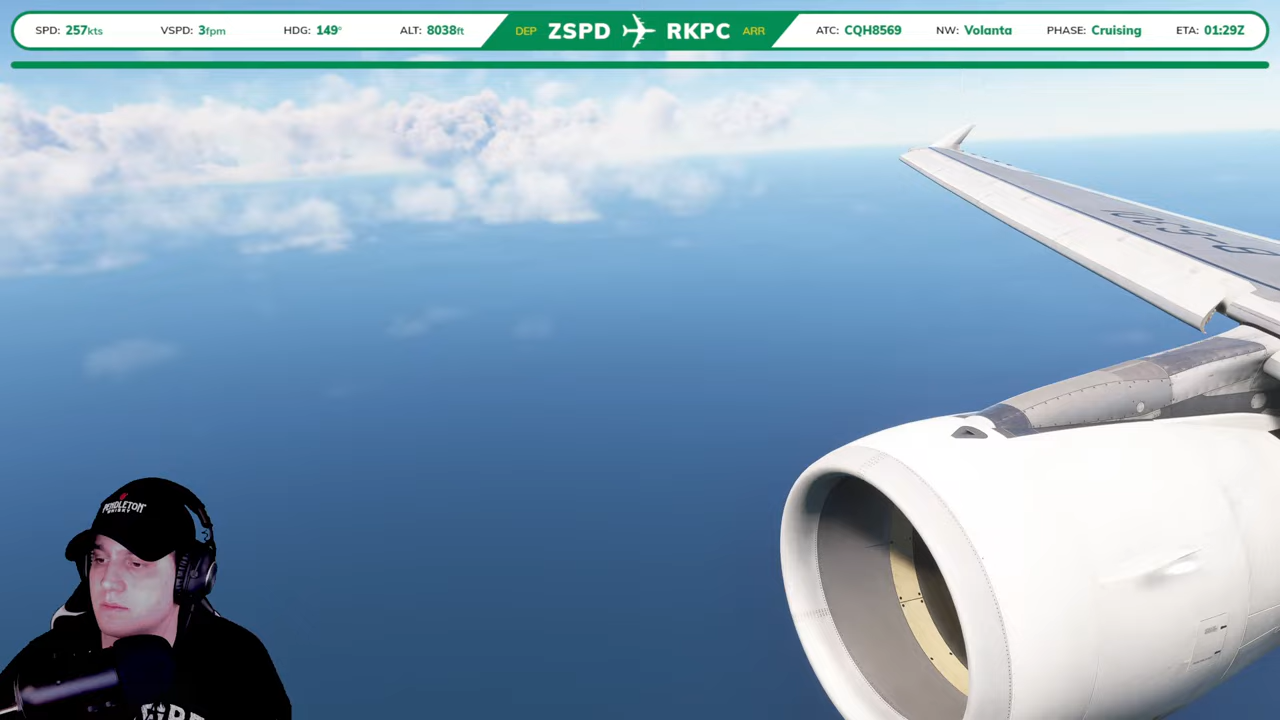 SPD: 257kts VSPD: 3fpm HDG: 149° ALT: 8038ft DEP ZSPD RKPC ARR ATC: CQH8569 NW: Volanta PHASE: Cruising ETA: 01:29Z
PENDLETON
WHISKY